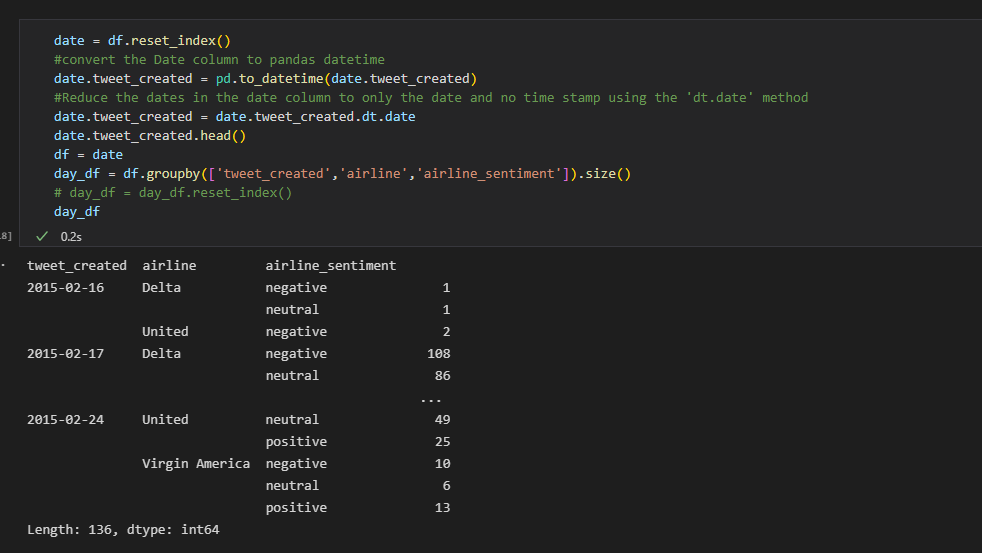 date = df.reset_index()
#convert the Date column to pandas datetime
date.tweet_created = pd.to_datetime(date.tweet_created)
#Reduce the dates in the date column to only the date and no time stamp using the 'dt.date' method
date.tweet_created = date.tweet_created.dt.date
date.tweet_created.head()
df = date
day_df = df.groupby(['tweet_created','airline','airline_sentiment']).size()
# day_df = day_df.reset_index()
day_df
8] ✓ 0.2s
tweet_created airline airline_sentiment
2015-02-16 Delta negative 1
neutral 1
United negative 2
2015-02-17 Delta negative 108
neutral 86
...
2015-02-24 United neutral 49
positive 25
Virgin America negative 10
neutral 6
positive 13
Length: 136, dtype: int64